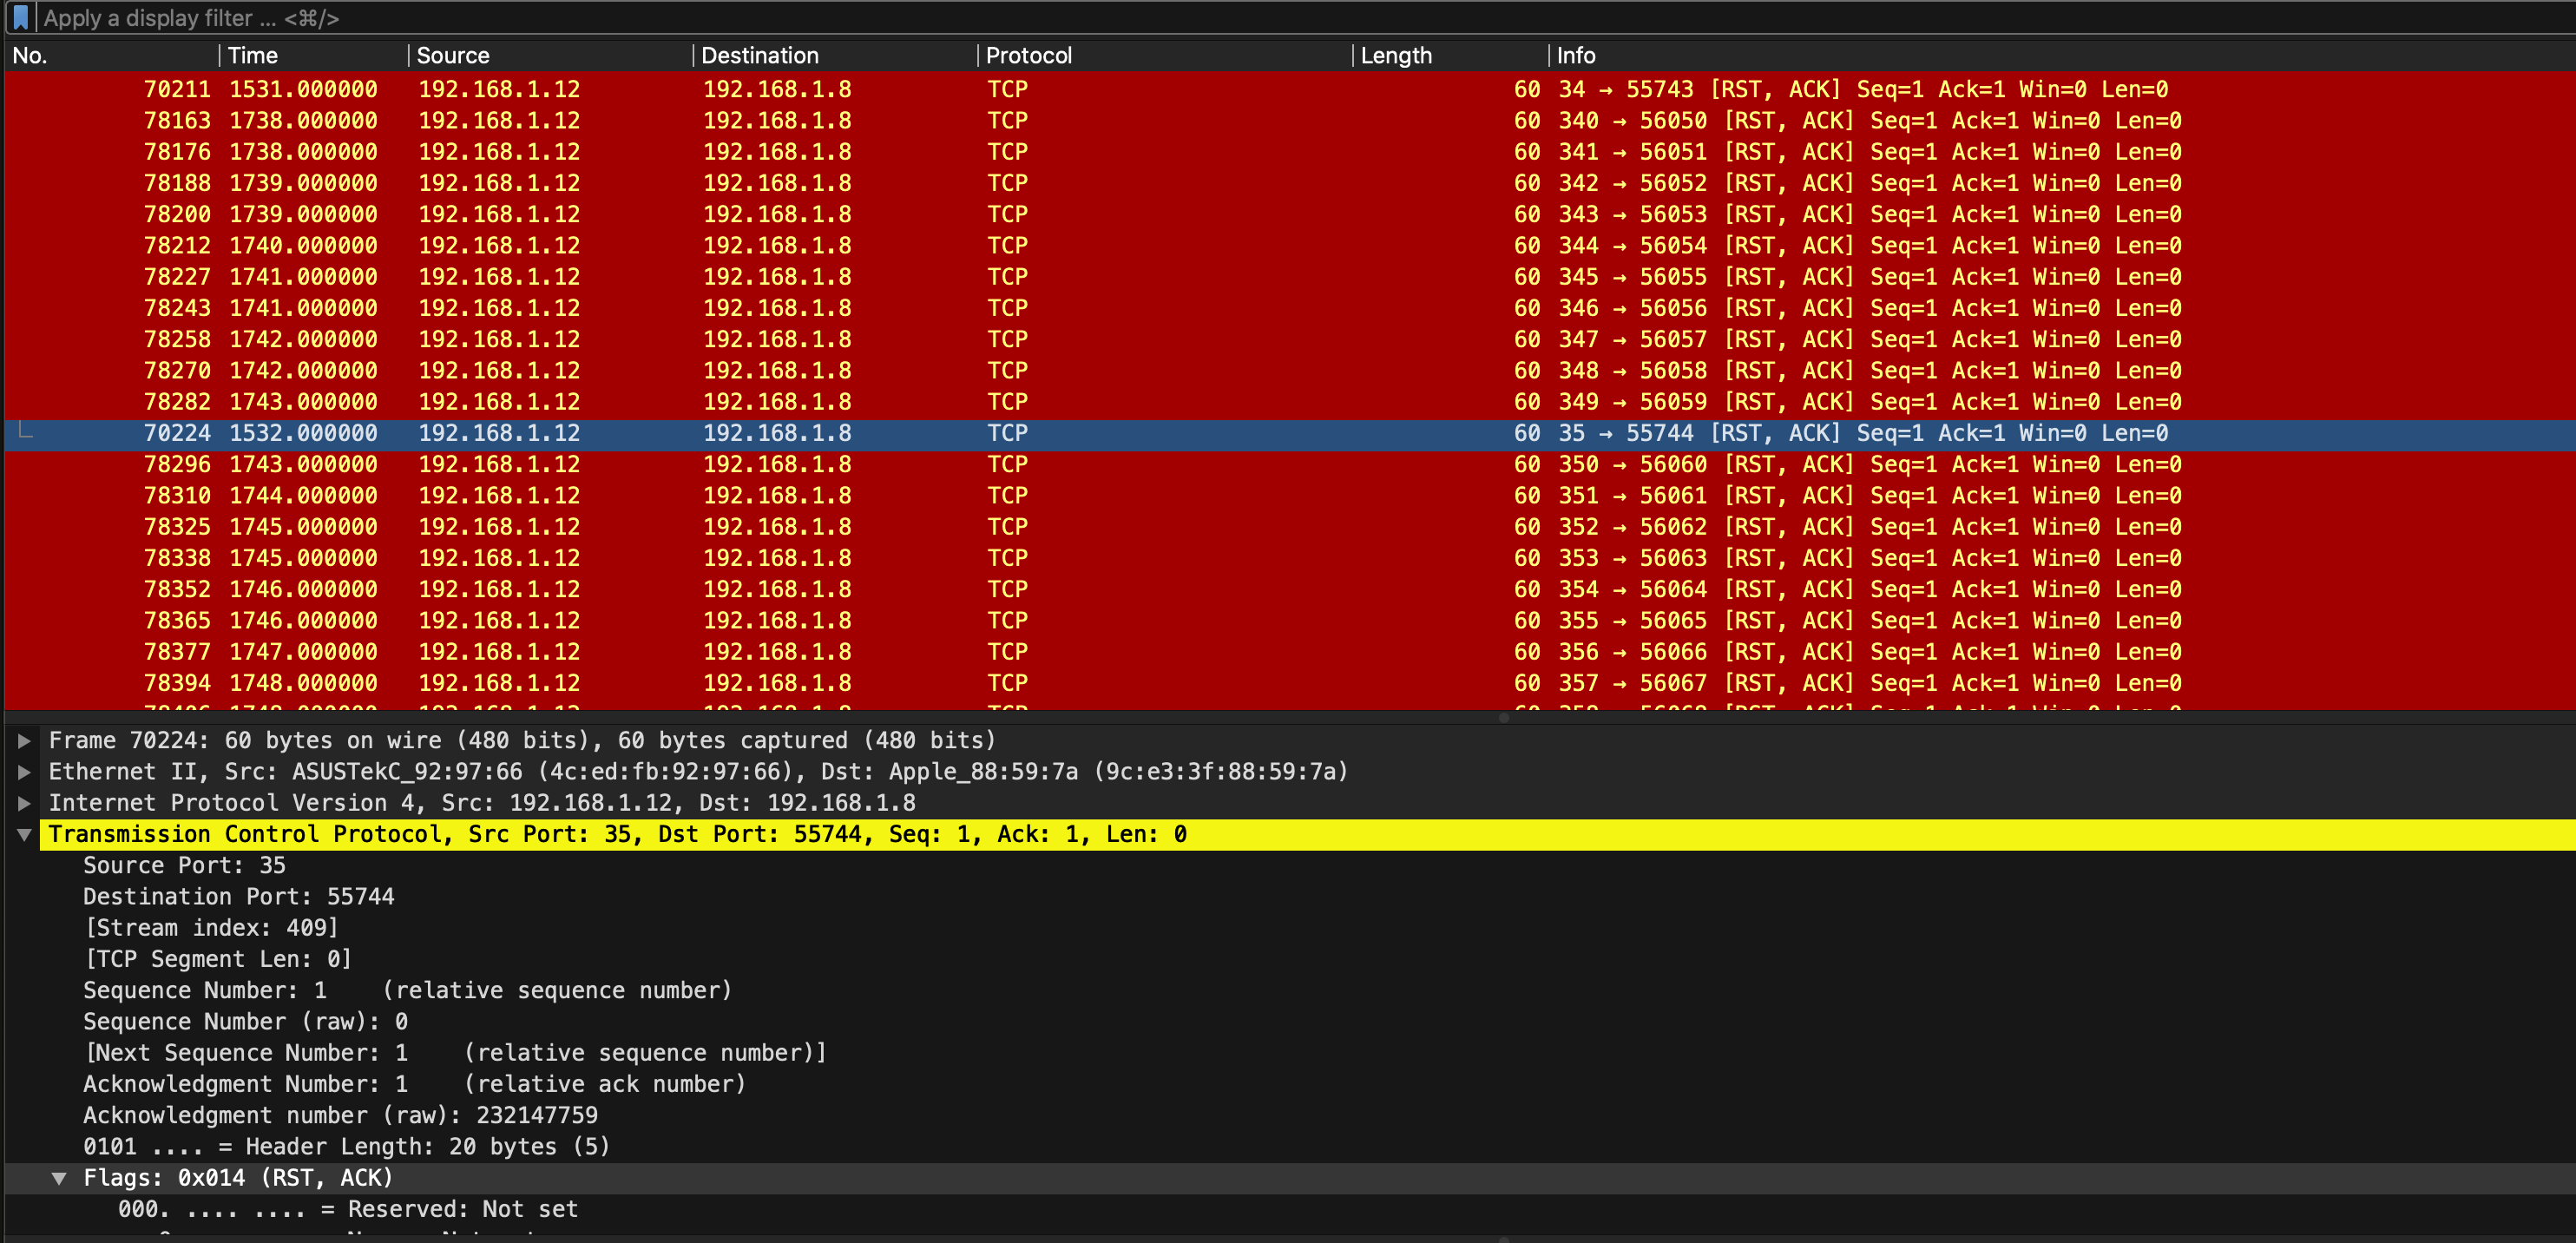 Apply a display filter ... <⌘/>
No. Time Source Destination Protocol Length Info
70211 1531.000000 192.168.1.12 192.168.1.8 TCP 60 34 → 55743 [RST, ACK] Seq=1 Ack=1 Win=0 Len=0
78163 1738.000000 192.168.1.12 192.168.1.8 TCP 60 340 → 56050 [RST, ACK] Seq=1 Ack=1 Win=0 Len=0
78176 1738.000000 192.168.1.12 192.168.1.8 TCP 60 341 → 56051 [RST, ACK] Seq=1 Ack=1 Win=0 Len=0
78188 1739.000000 192.168.1.12 192.168.1.8 TCP 60 342 → 56052 [RST, ACK] Seq=1 Ack=1 Win=0 Len=0
78200 1739.000000 192.168.1.12 192.168.1.8 TCP 60 343 → 56053 [RST, ACK] Seq=1 Ack=1 Win=0 Len=0
78212 1740.000000 192.168.1.12 192.168.1.8 TCP 60 344 → 56054 [RST, ACK] Seq=1 Ack=1 Win=0 Len=0
78227 1741.000000 192.168.1.12 192.168.1.8 TCP 60 345 → 56055 [RST, ACK] Seq=1 Ack=1 Win=0 Len=0
78243 1741.000000 192.168.1.12 192.168.1.8 TCP 60 346 → 56056 [RST, ACK] Seq=1 Ack=1 Win=0 Len=0
78258 1742.000000 192.168.1.12 192.168.1.8 TCP 60 347 → 56057 [RST, ACK] Seq=1 Ack=1 Win=0 Len=0
78270 1742.000000 192.168.1.12 192.168.1.8 TCP 60 348 → 56058 [RST, ACK] Seq=1 Ack=1 Win=0 Len=0
78282 1743.000000 192.168.1.12 192.168.1.8 TCP 60 349 → 56059 [RST, ACK] Seq=1 Ack=1 Win=0 Len=0
70224 1532.000000 192.168.1.12 192.168.1.8 TCP 60 35 → 55744 [RST, ACK] Seq=1 Ack=1 Win=0 Len=0
78296 1743.000000 192.168.1.12 192.168.1.8 TCP 60 350 → 56060 [RST, ACK] Seq=1 Ack=1 Win=0 Len=0
78310 1744.000000 192.168.1.12 192.168.1.8 TCP 60 351 → 56061 [RST, ACK] Seq=1 Ack=1 Win=0 Len=0
78325 1745.000000 192.168.1.12 192.168.1.8 TCP 60 352 → 56062 [RST, ACK] Seq=1 Ack=1 Win=0 Len=0
78338 1745.000000 192.168.1.12 192.168.1.8 TCP 60 353 → 56063 [RST, ACK] Seq=1 Ack=1 Win=0 Len=0
78352 1746.000000 192.168.1.12 192.168.1.8 TCP 60 354 → 56064 [RST, ACK] Seq=1 Ack=1 Win=0 Len=0
78365 1746.000000 192.168.1.12 192.168.1.8 TCP 60 355 → 56065 [RST, ACK] Seq=1 Ack=1 Win=0 Len=0
78377 1747.000000 192.168.1.12 192.168.1.8 TCP 60 356 → 56066 [RST, ACK] Seq=1 Ack=1 Win=0 Len=0
78394 1748.000000 192.168.1.12 192.168.1.8 TCP 60 357 → 56067 [RST, ACK] Seq=1 Ack=1 Win=0 Len=0
Frame 70224: 60 bytes on wire (480 bits), 60 bytes captured (480 bits)
Ethernet II, Src: ASUSTekC_92:97:66 (4c:ed:fb:92:97:66), Dst: Apple_88:59:7a (9c:e3:3f:88:59:7a)
Internet Protocol Version 4, Src: 192.168.1.12, Dst: 192.168.1.8
Transmission Control Protocol, Src Port: 35, Dst Port: 55744, Seq: 1, Ack: 1, Len: 0
Source Port: 35
Destination Port: 55744
[Stream index: 409]
[TCP Segment Len: 0]
Sequence Number: 1 (relative sequence number)
Sequence Number (raw): 0
[Next Sequence Number: 1 (relative sequence number)]
Acknowledgment Number: 1 (relative ack number)
Acknowledgment number (raw): 232147759
0101 .... = Header Length: 20 bytes (5)
Flags: 0x014 (RST, ACK)
000. .... .... = Reserved: Not set